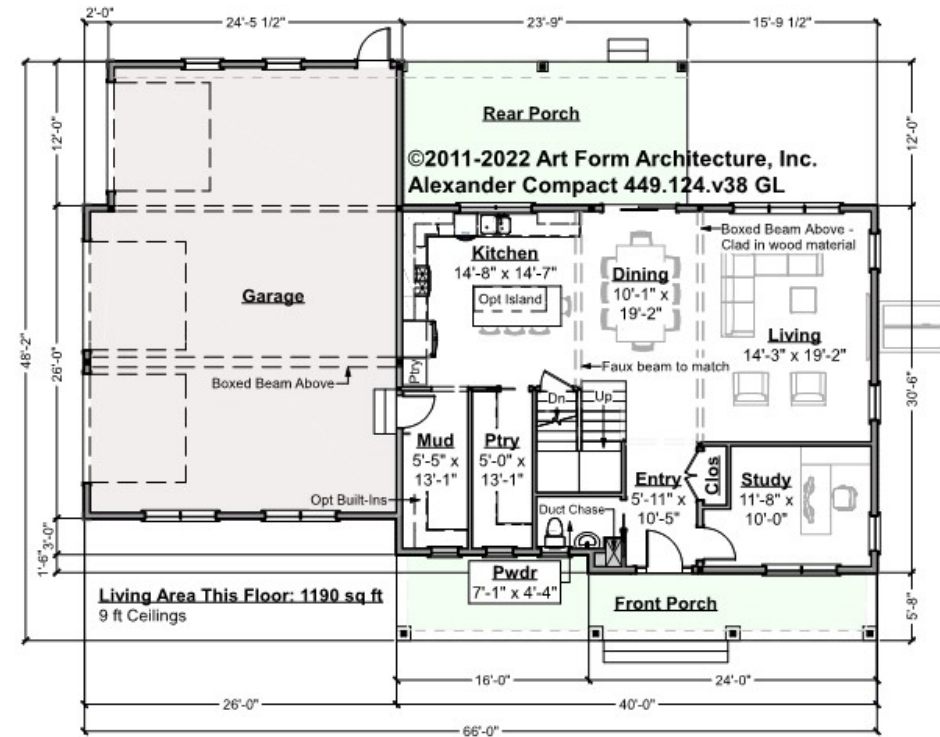 2'-0"
24'-5 1/2"
23'-9"
15'-9 1/2"
12'-0"
12'-0"
Rear Porch
©2011-2022 Art Form Architecture, Inc.
Alexander Compact 449.124.v38 GL
Boxed Beam Above -
Clad in wood material
Kitchen
14'-8" x 14'-7"
Opt Island
Dining
10'-1" x
19'-2"
Living
14'-3" x 19'-2"
Garage
48'-2"
26'-0"
30'-6"
Boxed Beam Above
Ptry
Faux beam to match
Dn
Up
Mud
5'-5" x
13'-1"
Ptry
5'-0" x
13'-1"
Opt Built-Ins
Duct Chase
Entry
5'-11" x
10'-5"
Clos
Study
11'-8" x
10'-0"
3'-0"
1'-6"
Pwdr
7'-1" x 4'-4"
Front Porch
5'-8"
Living Area This Floor: 1190 sq ft
9 ft Ceilings
16'-0"
24'-0"
26'-0"
40'-0"
66'-0"